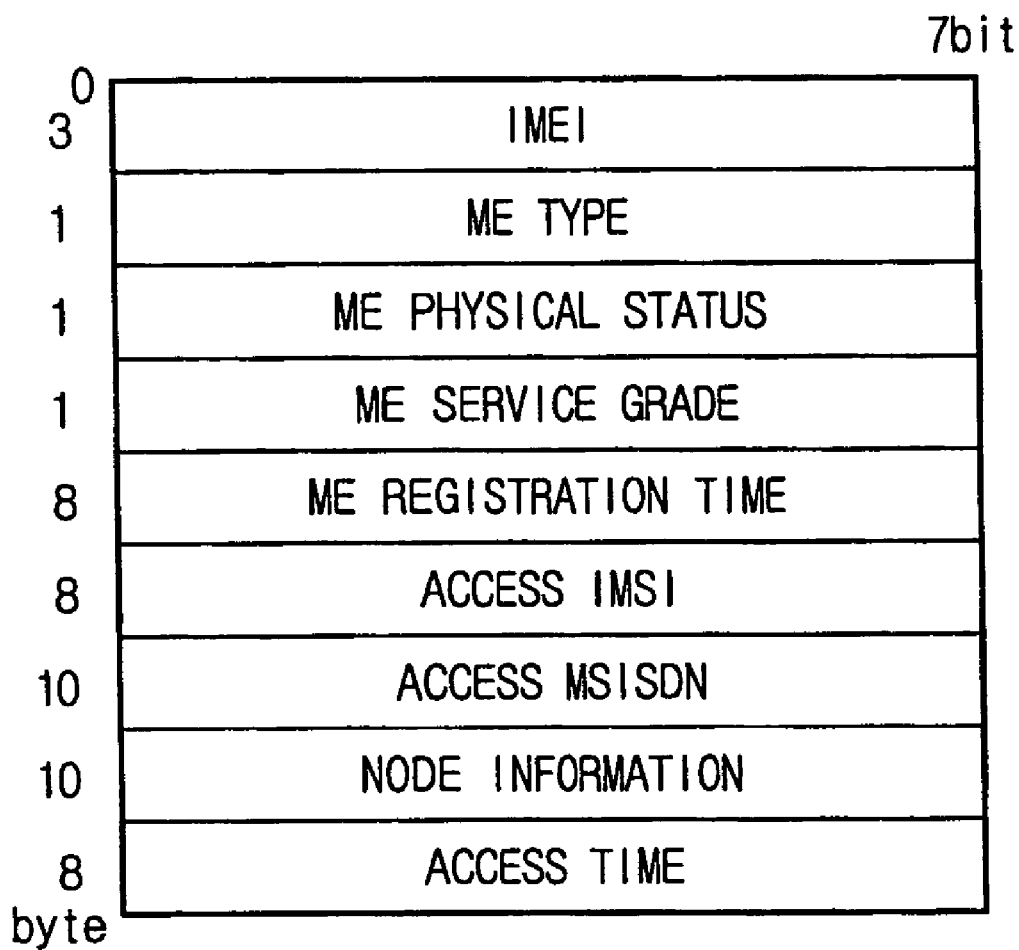 7bit
0
3 IMEI
1 ME TYPE
1 ME PHYSICAL STATUS
1 ME SERVICE GRADE
8 ME REGISTRATION TIME
8 ACCESS IMSI
10 ACCESS MSISDN
10 NODE INFORMATION
8 ACCESS TIME
byte